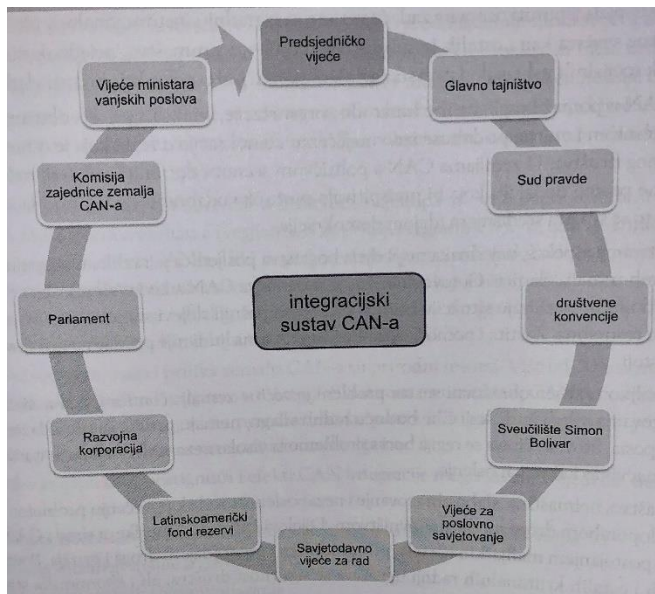 Predsjedničko
vijeće
Glavno tajništvo
Sud pravde
društvene
konvencije
Sveučilište Simon
Bolivar
Vijeće za
poslovno
savjetovanje
Savjetodavno
vijeće za rad
Latinskoamerički
fond rezervi
Razvojna
korporacija
Parlament
Komisija
zajednice zemalja
CAN-a
Vijeće ministara
vanjskih poslova
integracijski
sustav CAN-a